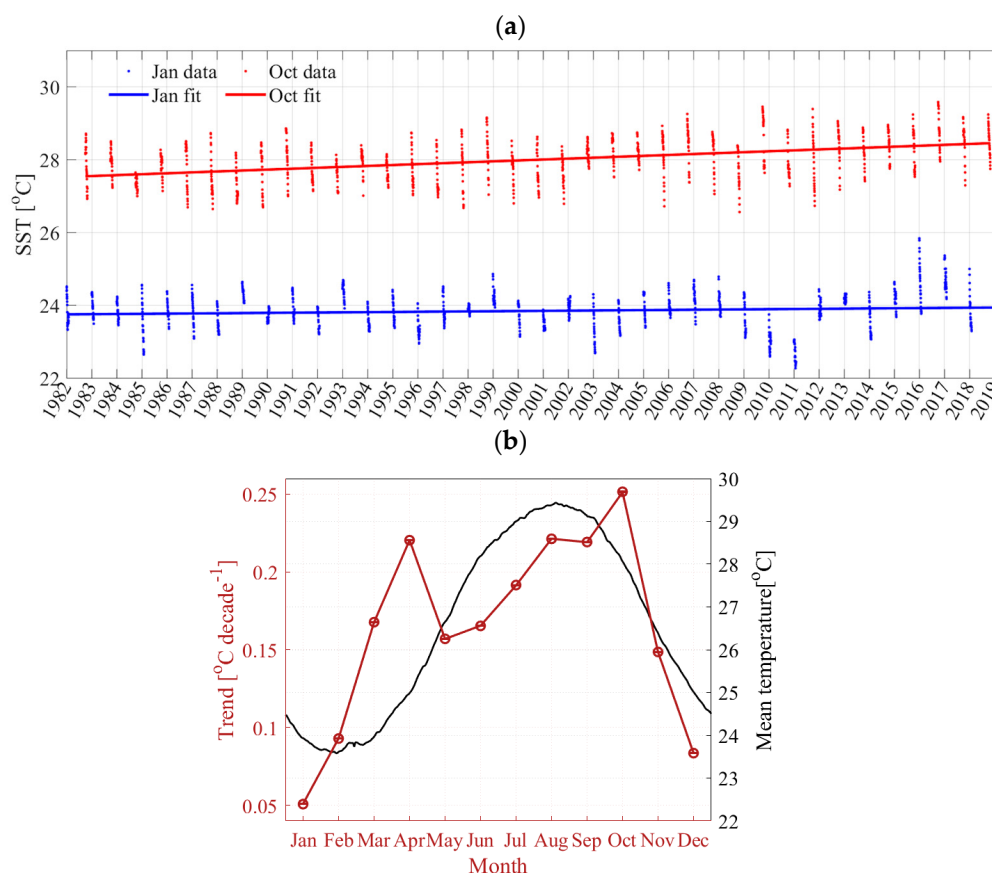 (a)
Jan data
Oct data
Jan fit
Oct fit
SST [°C]
30
28
26
24
22
1982 1983 1984 1985 1986 1987 1988 1989 1990 1991 1992 1993 1994 1995 1996 1997 1998 1999 2000 2001 2002 2003 2004 2005 2006 2007 2008 2009 2010 2011 2012 2013 2014 2015 2016 2017 2018 2019
(b)
Trend [°C decade⁻¹]
0.25
0.2
0.15
0.1
0.05
Mean temperature[°C]
30
29
28
27
26
25
24
23
22
Jan Feb Mar Apr May Jun Jul Aug Sep Oct Nov Dec
Month